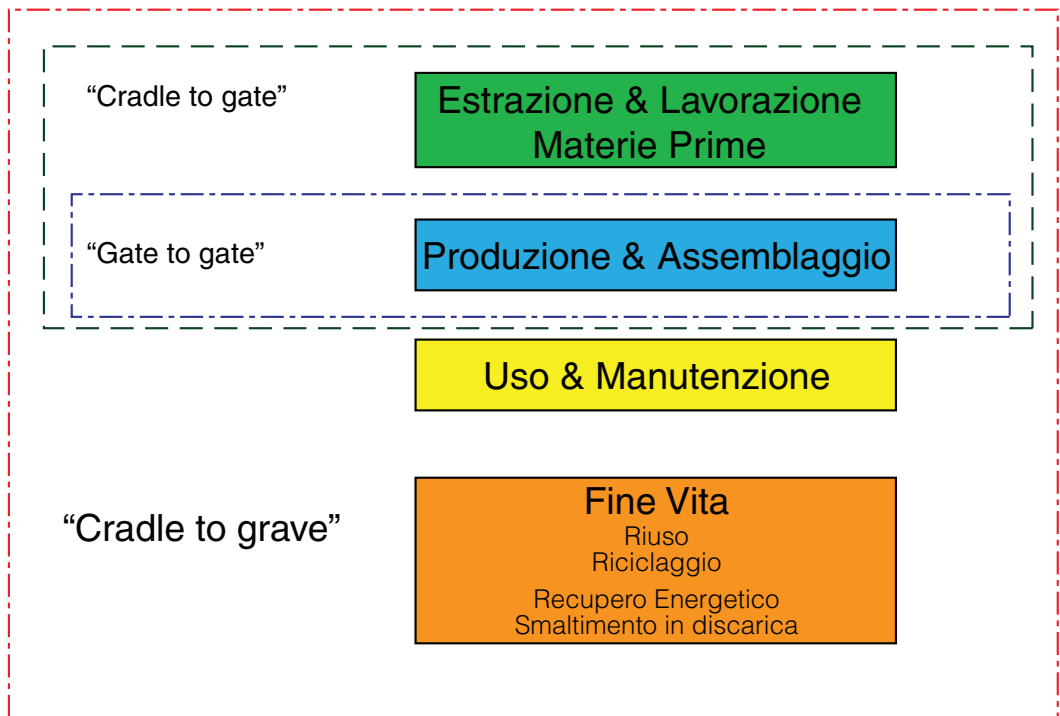 “Cradle to gate”
Estrazione & Lavorazione
Materie Prime
“Gate to gate”
Produzione & Assemblaggio
Uso & Manutenzione
“Cradle to grave”
Fine Vita
Riuso
Riciclaggio
Recupero Energetico
Smaltimento in discarica